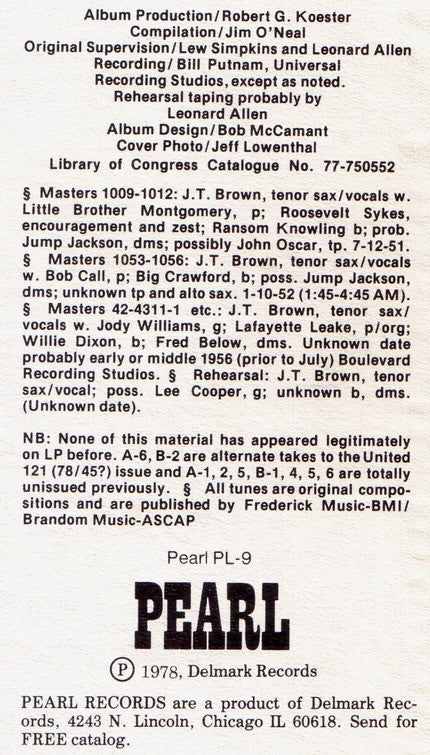 Album Production/Robert G. Koester
Compilation/Jim O'Neal
Original Supervision/Lew Simpkins and Leonard Allen
Recording/Bill Putnam, Universal
Recording Studios, except as noted.
Rehearsal taping probably by
Leonard Allen
Album Design/Bob McCamant
Cover Photo/Jeff Lowenthal
Library of Congress Catalogue No. 77-750552
§ Masters 1009-1012: J.T. Brown, tenor sax/vocals w.
Little Brother Montgomery, p; Roosevelt Sykes,
encouragement and zest; Ransom Knowling b; prob.
Jump Jackson, dms; possibly John Oscar, tp. 7-12-51.
§ Masters 1053-1056: J.T. Brown, tenor sax/vocals
w. Bob Call, p; Big Crawford, b; poss. Jump Jackson,
dms; unknown tp and alto sax. 1-10-52 (1:45-4:45 AM).
§ Masters 42-4311-1 etc.: J.T. Brown, tenor sax/
vocals w. Jody Williams, g; Lafayette Leake, p/org;
Willie Dixon, b; Fred Below, dms. Unknown date
probably early or middle 1956 (prior to July) Boulevard
Recording Studios. § Rehearsal: J.T. Brown, tenor
sax/vocal; poss. Lee Cooper, g; unknown b, dms.
(Unknown date).
NB: None of this material has appeared legitimately
on LP before. A-6, B-2 are alternate takes to the United
121 (78/45?) issue and A-1, 2, 5, B-1, 4, 5, 6 are totally
unissued previously. § All tunes are original compo-
sitions and are published by Frederick Music-BMI/
Brandom Music-ASCAP
Pearl PL-9
PEARL
Ⓟ 1978, Delmark Records
PEARL RECORDS are a product of Delmark Rec-
ords, 4243 N. Lincoln, Chicago IL 60618. Send for
FREE catalog.